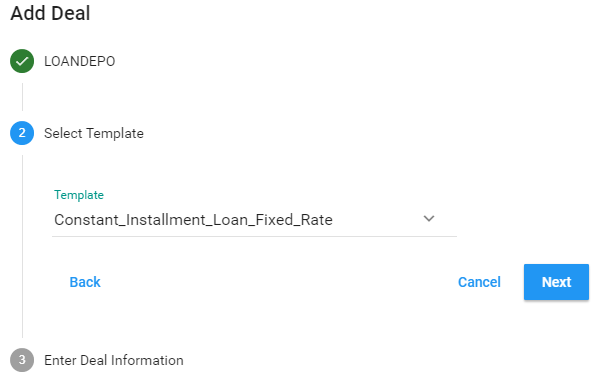 Add Deal
LOANDEPO
2 Select Template
Template
Constant_Installment_Loan_Fixed_Rate
Back Cancel Next
3 Enter Deal Information